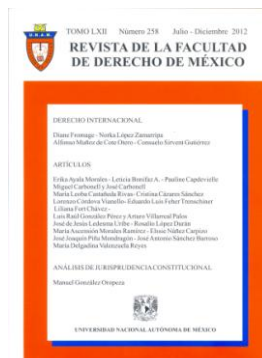 TOMO LXII Número 258 Julio - Diciembre 2012
REVISTA DE LA FACULTAD
DE DERECHO DE MÉXICO
DERECHO INTERNACIONAL
Diane Fromage - Norka López Zamarripa
Alfonso Muñoz de Cote Otero - Consuelo Sirvent Gutiérrez
ARTÍCULOS
Erika Ayala Morales - Leticia Bonifaz A. - Pauline Capdevielle
Miguel Carbonell y José Carbonell
María Leoba Castañeda Rivas- Cristina Cázares Sánchez
Lorenzo Córdova Vianello- Eduardo Luis Feher Trenschiner
Liliana Fort Chávez -
Luis Raúl González Pérez y Arturo Villarreal Palos
José de Jesús Ledesma Uribe - Rosalío López Durán
María Ascensión Morales Ramírez - Eliseo Núñez Carpizo
José Joaquín Piña Mondragón - José Antonio Sánchez Barroso
María Delgadina Valenzuela Reyes
ANÁLISIS DE JURISPRUDENCIA CONSTITUCIONAL
Manuel González Oropeza
UNIVERSIDAD NACIONAL AUTÓNOMA DE MÉXICO